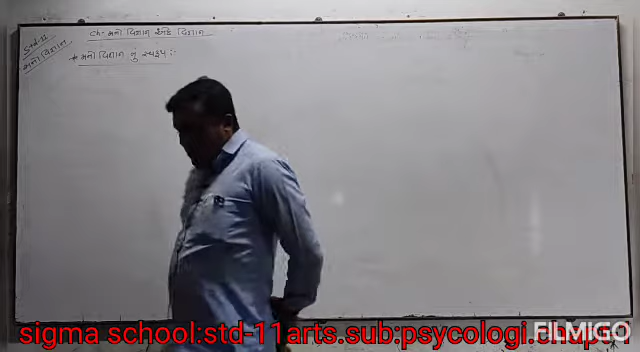 Std-11
મનોવિજ્ઞાન
ch-મનોવિજ્ઞાન એક વિજ્ઞાન
* મનોવિજ્ઞાન નું સ્વરૂપ :-
sigma school:std-11arts.sub:psycologi.chap:1
FILMIGO